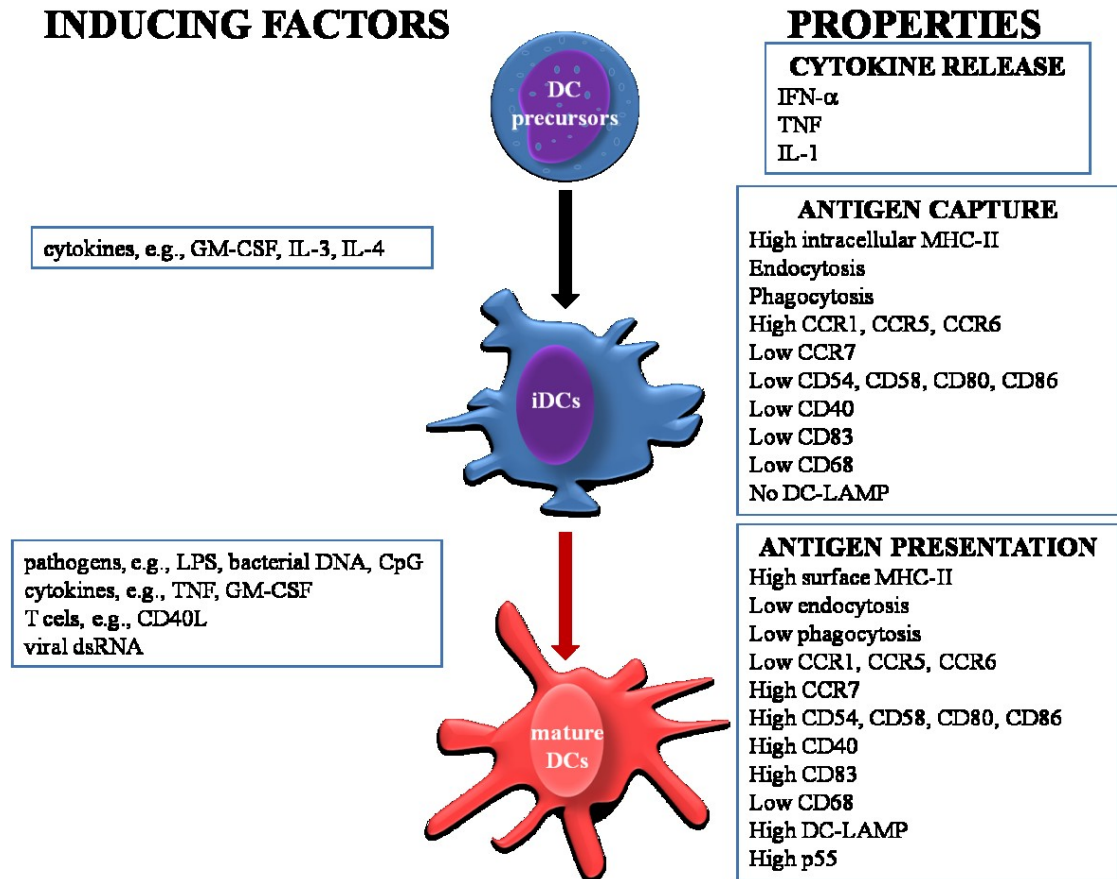 INDUCING FACTORS
PROPERTIES
DC
precursors
CYTOKINE RELEASE
IFN-α
TNF
IL-1
cytokines, e.g., GM-CSF, IL-3, IL-4
iDCs
ANTIGEN CAPTURE
High intracellular MHC-II
Endocytosis
Phagocytosis
High CCR1, CCR5, CCR6
Low CCR7
Low CD54, CD58, CD80, CD86
Low CD40
Low CD83
Low CD68
No DC-LAMP
pathogens, e.g., LPS, bacterial DNA, CpG
cytokines, e.g., TNF, GM-CSF
T cels, e.g., CD40L
viral dsRNA
mature
DCs
ANTIGEN PRESENTATION
High surface MHC-II
Low endocytosis
Low phagocytosis
Low CCR1, CCR5, CCR6
High CCR7
High CD54, CD58, CD80, CD86
High CD40
High CD83
Low CD68
High DC-LAMP
High p55